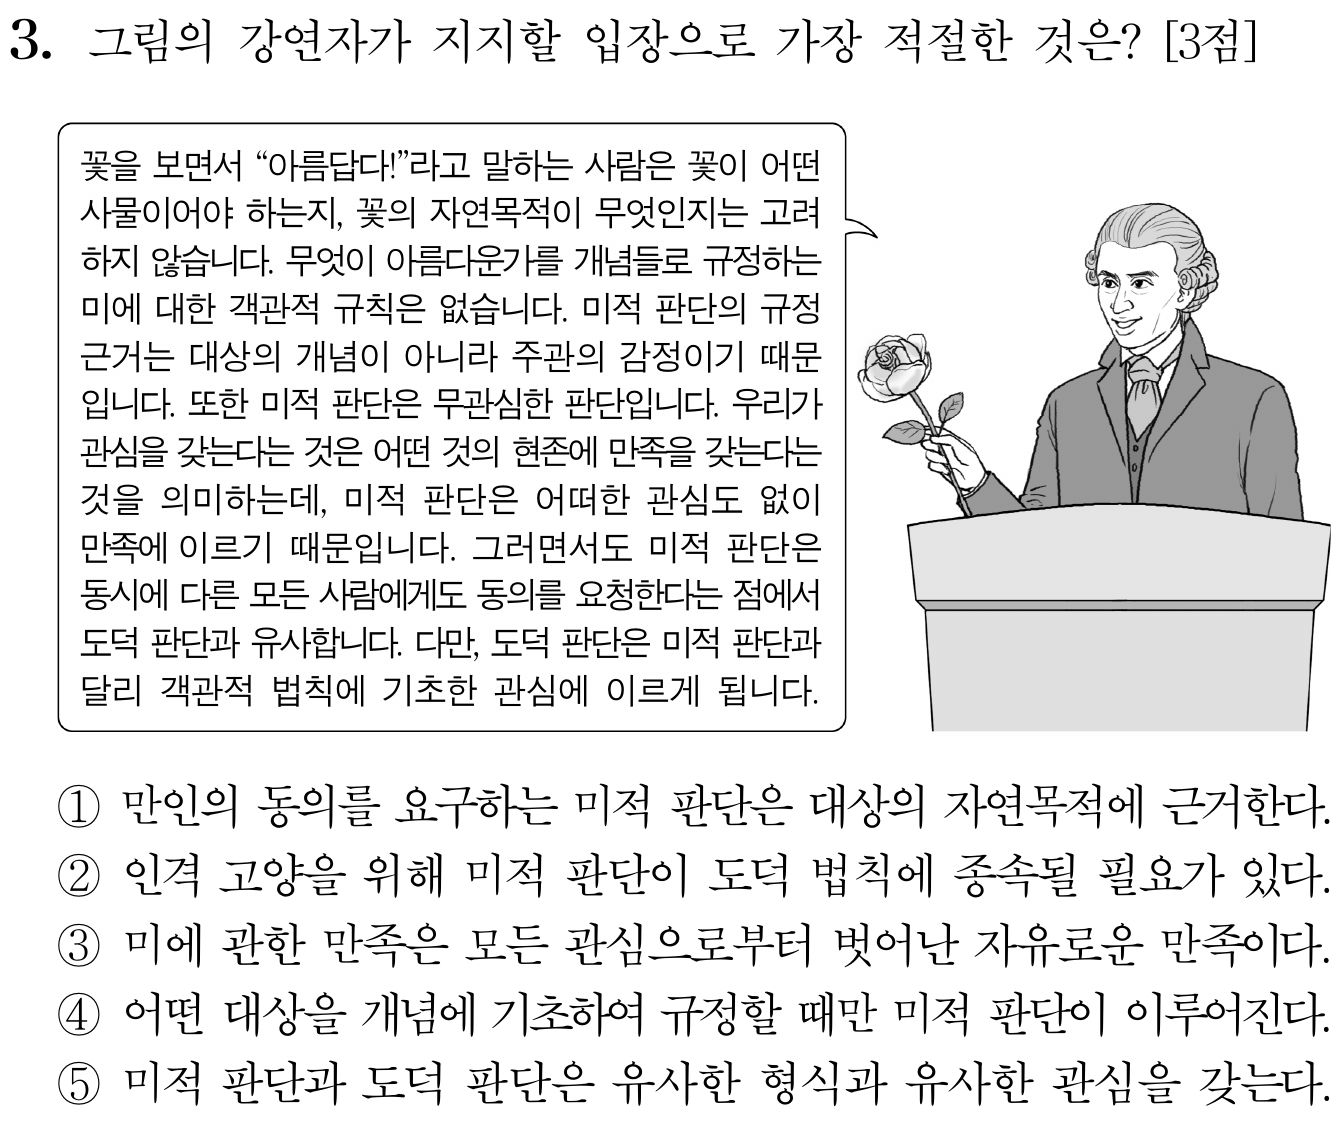 3. 그림의 강연자가 지지할 입장으로 가장 적절한 것은? [3점]
꽃을 보면서 “아름답다!”라고 말하는 사람은 꽃이 어떤
사물이어야 하는지, 꽃의 자연목적이 무엇인지는 고려
하지 않습니다. 무엇이 아름다운가를 개념들로 규정하는
미에 대한 객관적 규칙은 없습니다. 미적 판단의 규정
근거는 대상의 개념이 아니라 주관의 감정이기 때문
입니다. 또한 미적 판단은 무관심한 판단입니다. 우리가
관심을 갖는다는 것은 어떤 것의 현존에 만족을 갖는다는
것을 의미하는데, 미적 판단은 어떠한 관심도 없이
만족에 이르기 때문입니다. 그러면서도 미적 판단은
동시에 다른 모든 사람에게도 동의를 요청한다는 점에서
도덕 판단과 유사합니다. 다만, 도덕 판단은 미적 판단과
달리 객관적 법칙에 기초한 관심에 이르게 됩니다.
① 만인의 동의를 요구하는 미적 판단은 대상의 자연목적에 근거한다.
② 인격 고양을 위해 미적 판단이 도덕 법칙에 종속될 필요가 있다.
③ 미에 관한 만족은 모든 관심으로부터 벗어난 자유로운 만족이다.
④ 어떤 대상을 개념에 기초하여 규정할 때만 미적 판단이 이루어진다.
⑤ 미적 판단과 도덕 판단은 유사한 형식과 유사한 관심을 갖는다.